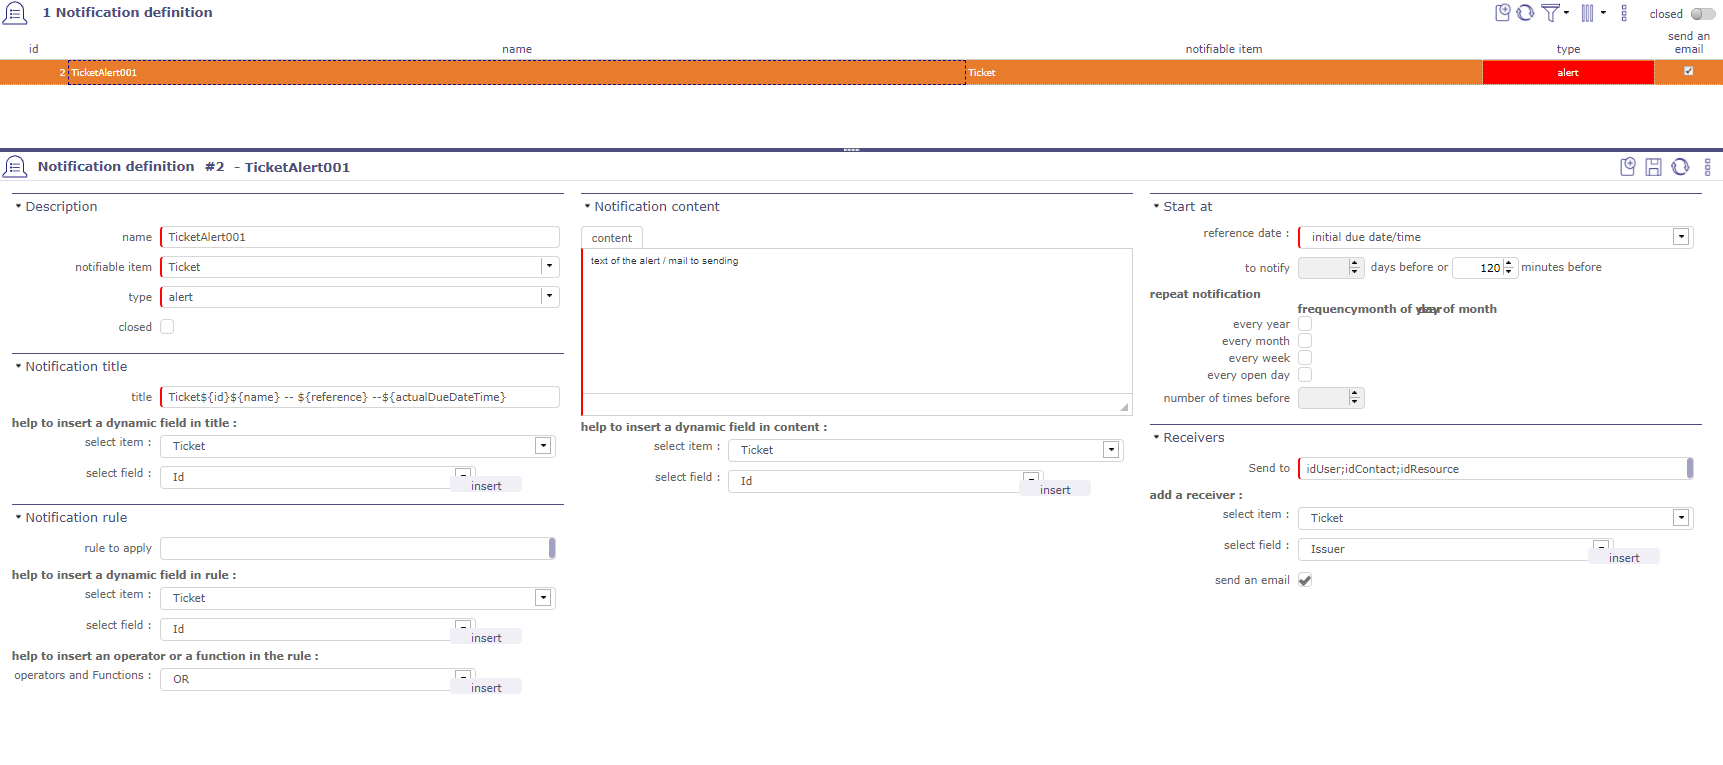 1 Notification definition
closed
id
name
notifiable item
type
send an
email
2
TicketAlert001
Ticket
alert
Notification definition #2 - TicketAlert001
Description
name
TicketAlert001
notifiable item
Ticket
type
alert
closed
Notification title
title
Ticket${id}${name} -- ${reference} --${actualDueDateTime}
help to insert a dynamic field in title :
select item :
Ticket
select field :
Id
insert
Notification rule
rule to apply
help to insert a dynamic field in rule :
select item :
Ticket
select field :
Id
insert
help to insert an operator or a function in the rule :
operators and Functions :
OR
insert
Notification content
content
text of the alert / mail to sending
help to insert a dynamic field in content :
select item :
Ticket
select field :
Id
insert
Start at
reference date :
initial due date/time
to notify
days before or
120
minutes before
repeat notification
frequency
month of year
day of month
every year
every month
every week
every open day
number of times before
Receivers
Send to
idUser;idContact;idResource
add a receiver :
select item :
Ticket
select field :
Issuer
insert
send an email